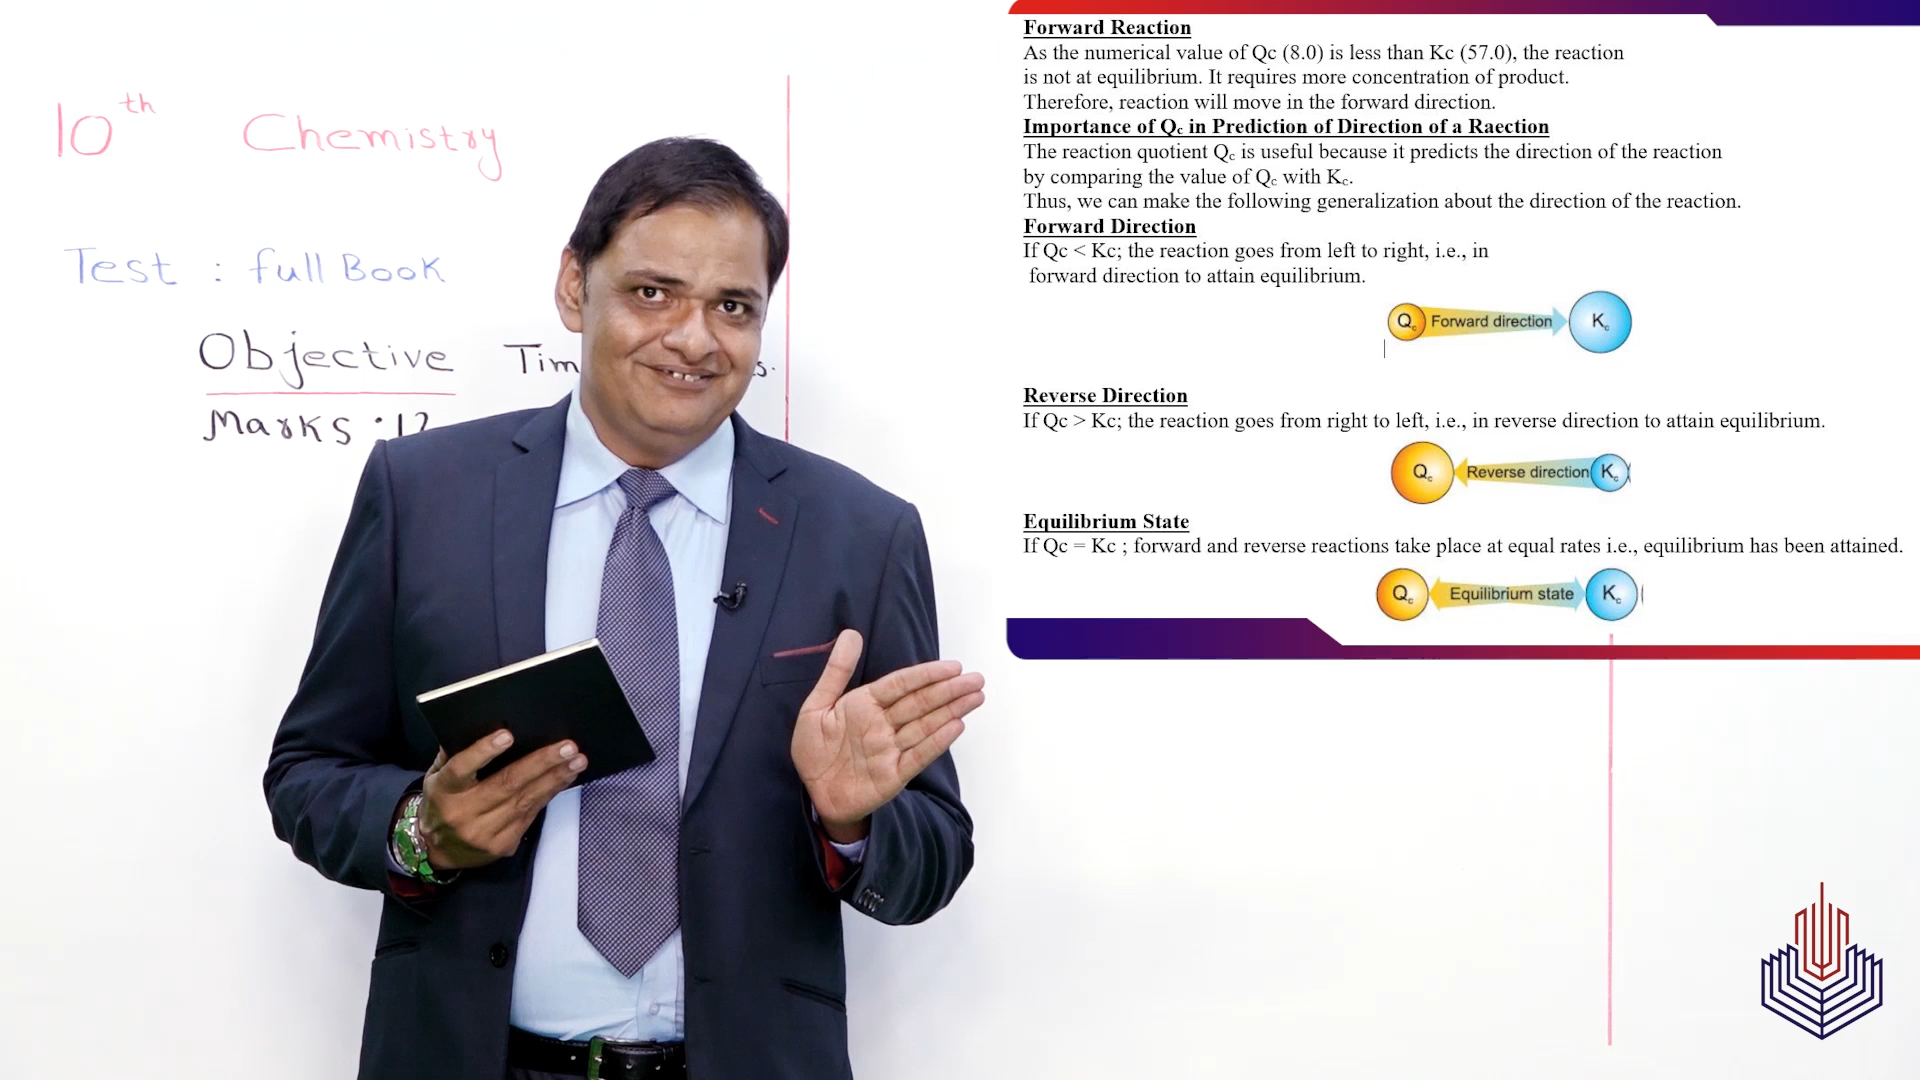 10th Chemistry
Test : full Book
Objective
Marks :
Forward Reaction
As the numerical value of Qc (8.0) is less than Kc (57.0), the reaction
is not at equilibrium. It requires more concentration of product.
Therefore, reaction will move in the forward direction.
Importance of Qc in Prediction of Direction of a Raection
The reaction quotient Qc is useful because it predicts the direction of the reaction
by comparing the value of Qc with Kc.
Thus, we can make the following generalization about the direction of the reaction.
Forward Direction
If Qc < Kc; the reaction goes from left to right, i.e., in
forward direction to attain equilibrium.
Qc Forward direction Kc
Reverse Direction
If Qc > Kc; the reaction goes from right to left, i.e., in reverse direction to attain equilibrium.
Qc Reverse direction Kc
Equilibrium State
If Qc = Kc ; forward and reverse reactions take place at equal rates i.e., equilibrium has been attained.
Qc Equilibrium state Kc